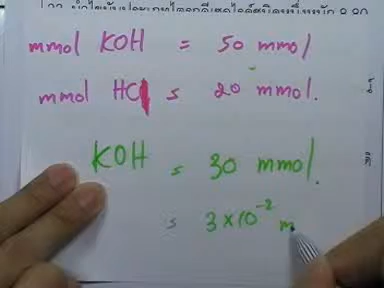 mmol KOH = 50 mmol
mmol HCl = 20 mmol.
KOH = 30 mmol.
= 3 × 10⁻² m